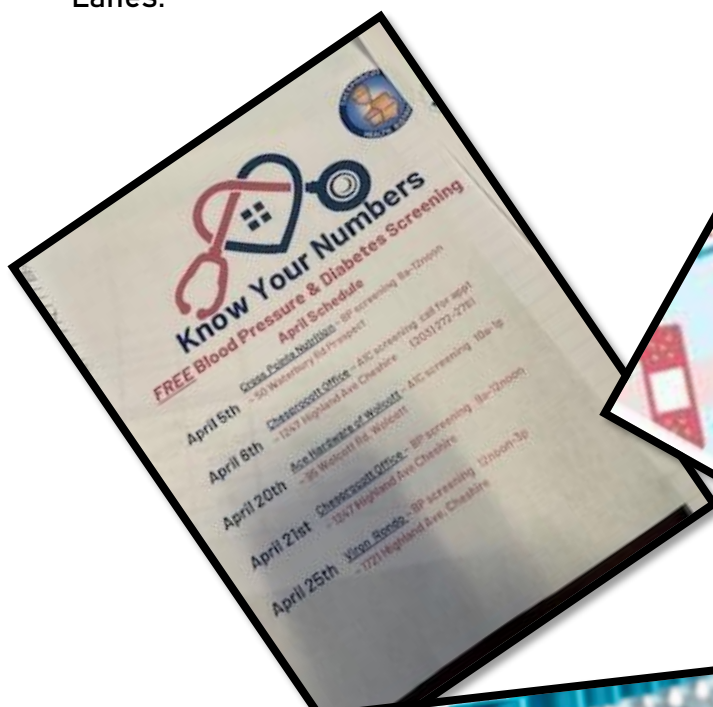 Lanes.
Know Your Numbers
FREE Blood Pressure & Diabetes Screening
April Schedule
April 5th Cross Pointe Nutrition - BP screening 9a-12noon
- 50 Waterbury Rd Prospect
April 6th Chesprocott Office - A1C screening call for appt
- 1247 Highland Ave Cheshire (203) 272-2761
April 20th Ace Hardware of Wolcott - A1C screening 10a-1p
- 95 Wolcott Rd. Wolcott
April 21st Chesprocott Office - BP screening 9a-12noon
- 1247 Highland Ave Cheshire
April 25th Viron Rondo - BP screening 12noon-3p
- 1721 Highland Ave, Cheshire